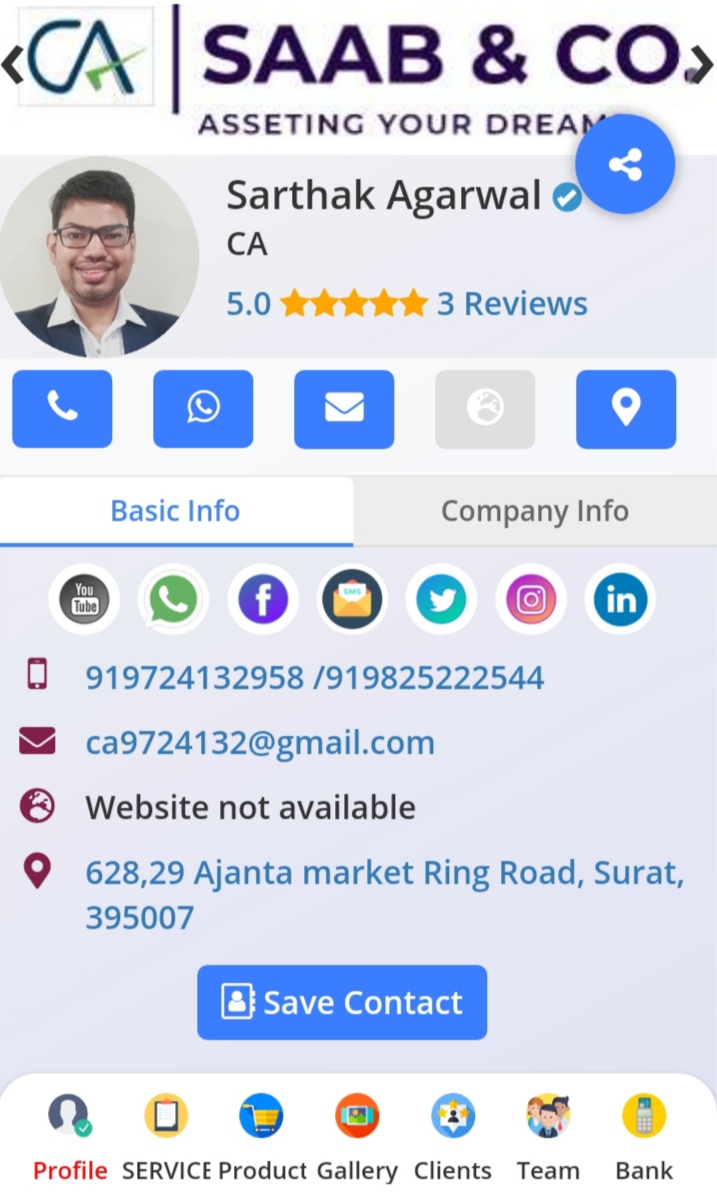 CA
SAAB & CO.
ASSETING YOUR DREAM
Sarthak Agarwal
CA
5.0 3 Reviews
Basic Info Company Info
You Tube SMS f in
919724132958 /919825222544
ca9724132@gmail.com
Website not available
628,29 Ajanta market Ring Road, Surat,
395007
Save Contact
Profile SERVICE Product Gallery Clients Team Bank